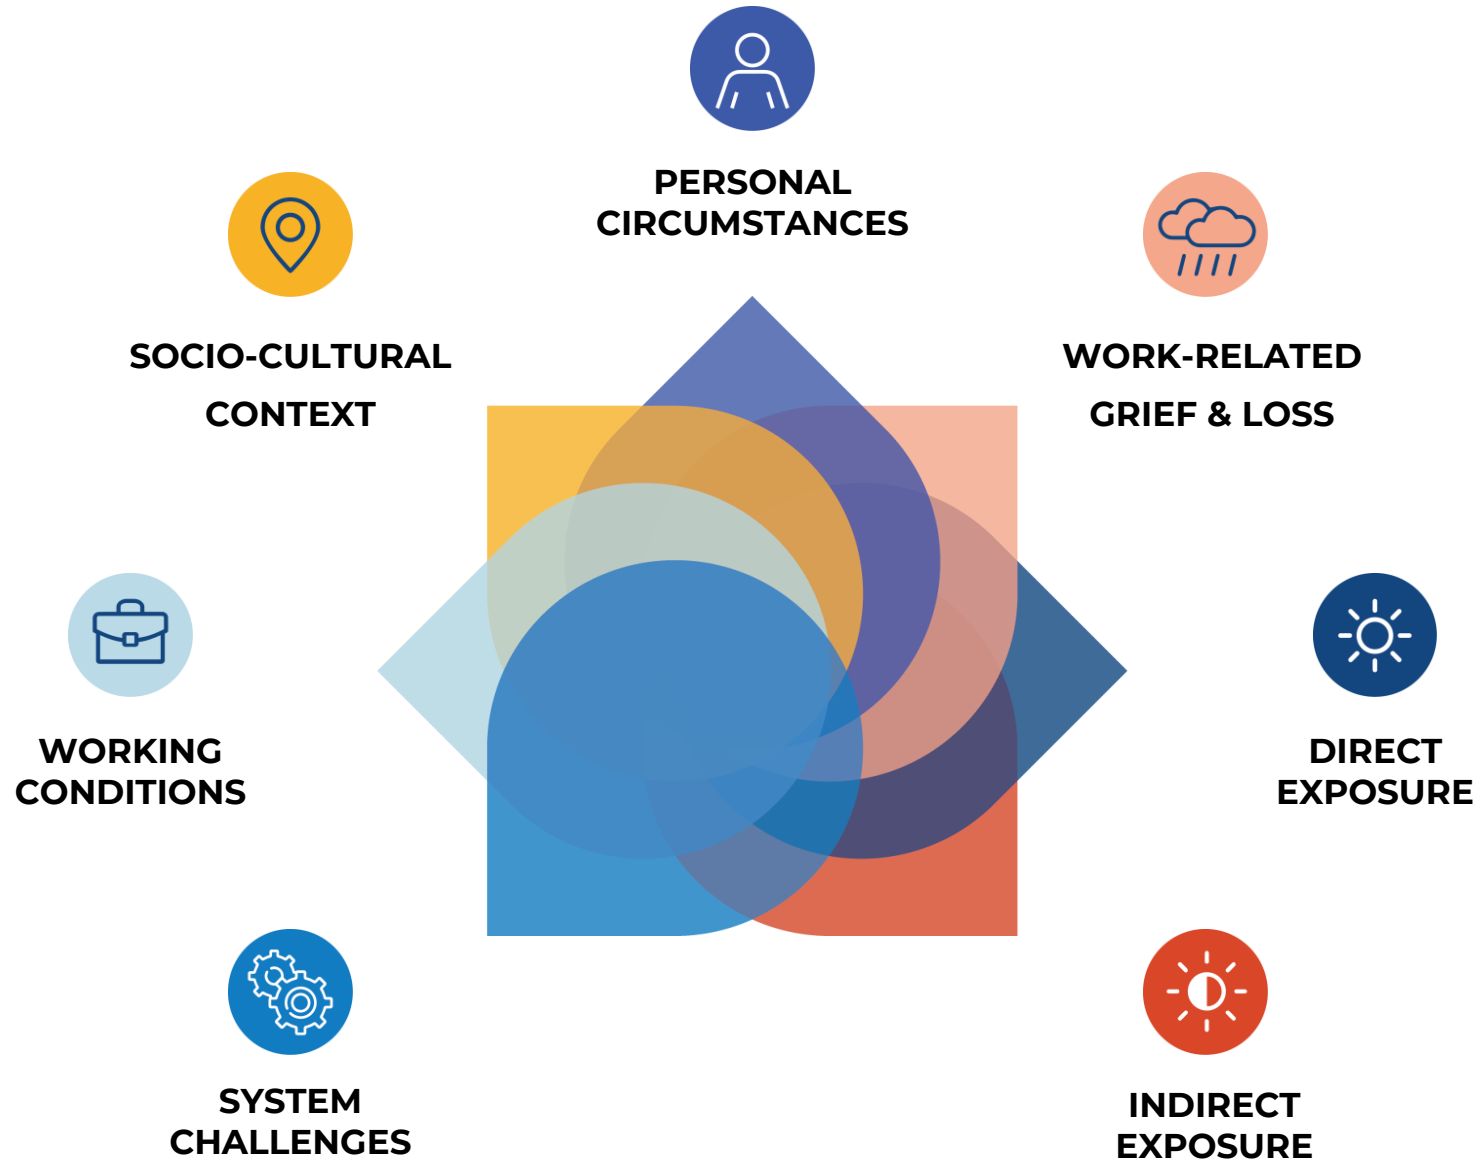 PERSONAL
CIRCUMSTANCES
SOCIO-CULTURAL
CONTEXT
WORK-RELATED
GRIEF & LOSS
WORKING
CONDITIONS
DIRECT
EXPOSURE
SYSTEM
CHALLENGES
INDIRECT
EXPOSURE